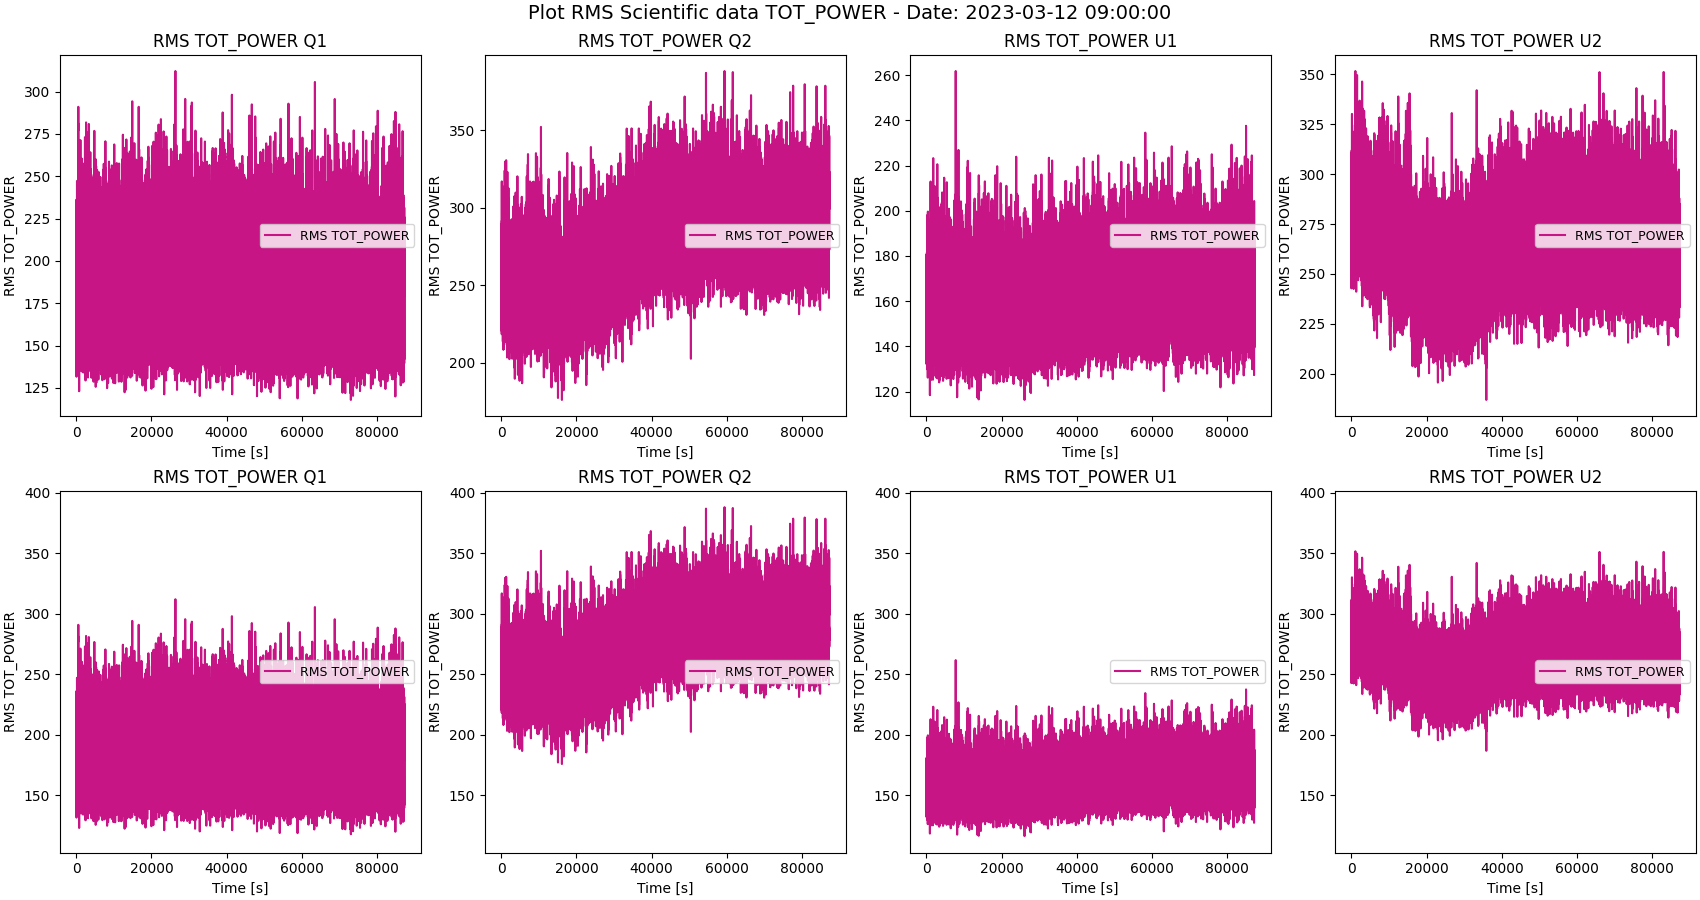 Plot RMS Scientific data TOT_POWER - Date: 2023-03-12 09:00:00
RMS TOT_POWER Q1
RMS TOT_POWER
300
275
250
225
200
175
150
125
RMS TOT_POWER
0 20000 40000 60000 80000
Time [s]
RMS TOT_POWER Q2
RMS TOT_POWER
350
300
250
200
RMS TOT_POWER
0 20000 40000 60000 80000
Time [s]
RMS TOT_POWER U1
RMS TOT_POWER
260
240
220
200
180
160
140
120
RMS TOT_POWER
0 20000 40000 60000 80000
Time [s]
RMS TOT_POWER U2
RMS TOT_POWER
350
325
300
275
250
225
200
RMS TOT_POWER
0 20000 40000 60000 80000
Time [s]
RMS TOT_POWER Q1
RMS TOT_POWER
400
350
300
250
200
150
RMS TOT_POWER
0 20000 40000 60000 80000
Time [s]
RMS TOT_POWER Q2
RMS TOT_POWER
400
350
300
250
200
150
RMS TOT_POWER
0 20000 40000 60000 80000
Time [s]
RMS TOT_POWER U1
RMS TOT_POWER
400
350
300
250
200
150
RMS TOT_POWER
0 20000 40000 60000 80000
Time [s]
RMS TOT_POWER U2
RMS TOT_POWER
400
350
300
250
200
150
RMS TOT_POWER
0 20000 40000 60000 80000
Time [s]